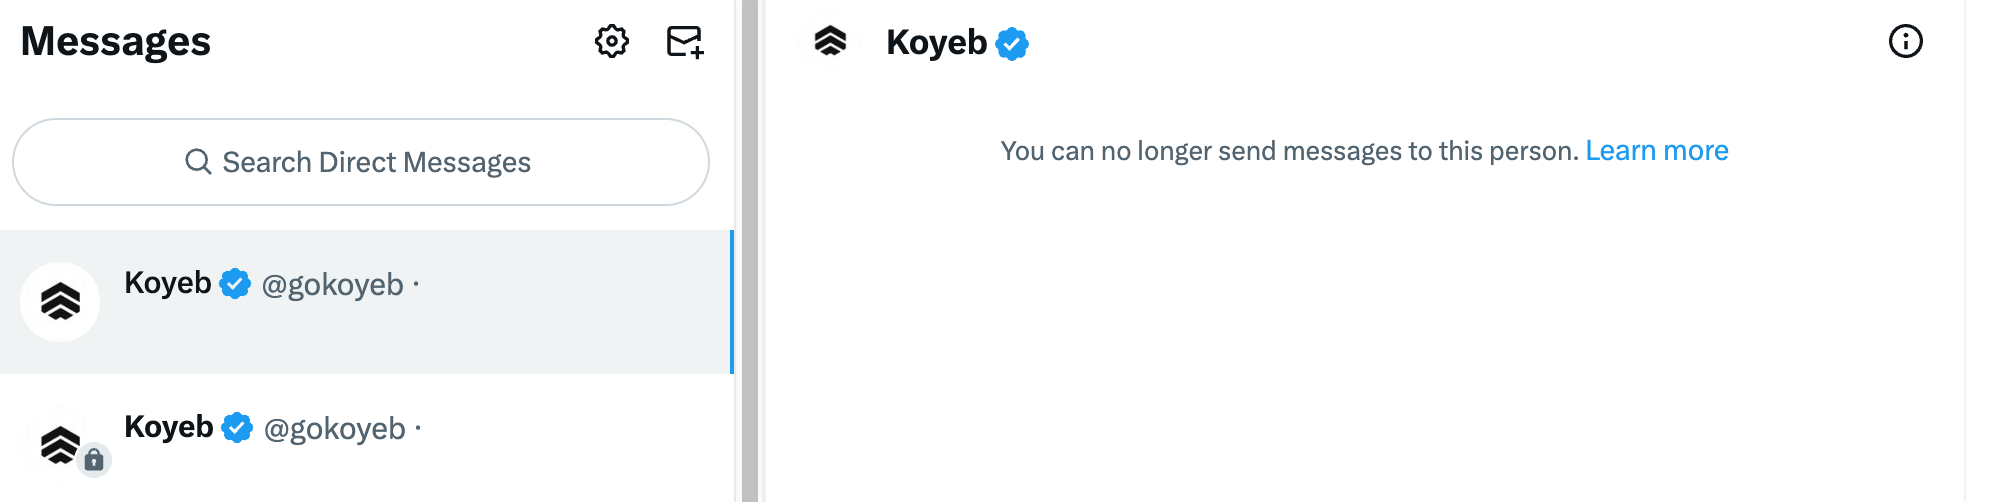 Messages
Search Direct Messages
Koyeb @gokoyeb ·
Koyeb @gokoyeb ·
Koyeb
You can no longer send messages to this person. Learn more